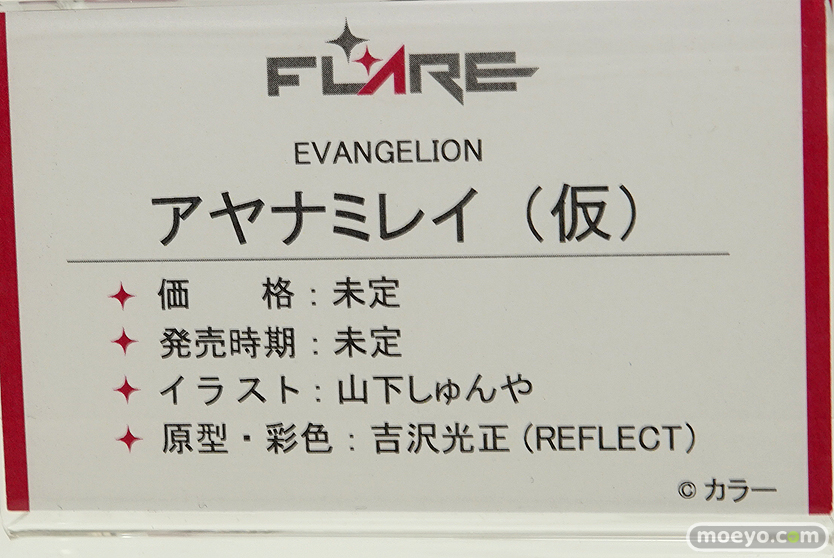 FLARE
EVANGELION
アヤナミレイ（仮）
価　　格：未定
発売時期：未定
イラスト：山下しゅんや
原型・彩色：吉沢光正（REFLECT）
© カラー
moeyo.com